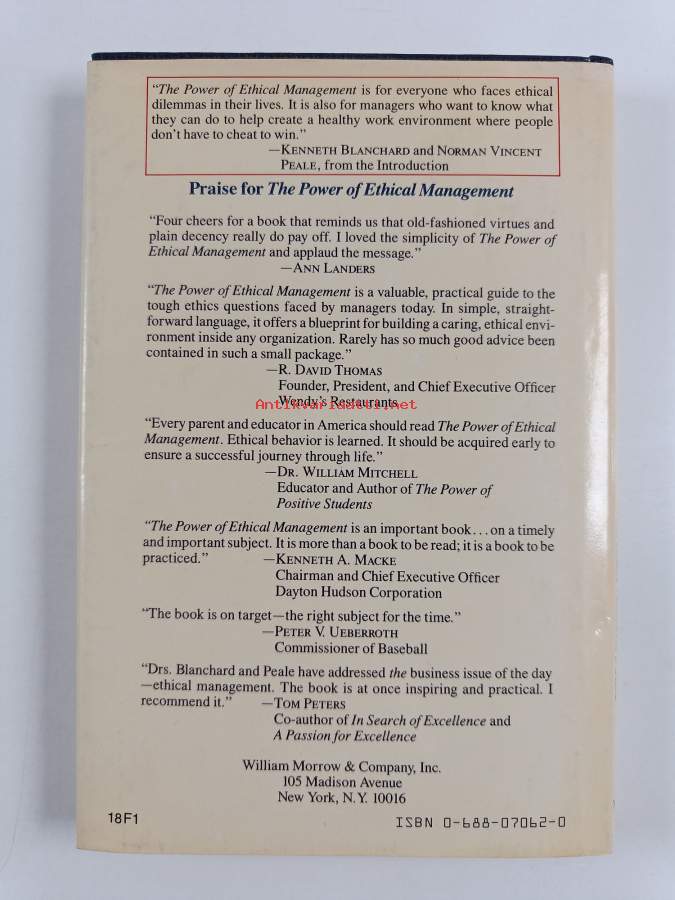 “The Power of Ethical Management is for everyone who faces ethical
dilemmas in their lives. It is also for managers who want to know what
they can do to help create a healthy work environment where people
don’t have to cheat to win.”
—KENNETH BLANCHARD and NORMAN VINCENT
PEALE, from the Introduction
Praise for The Power of Ethical Management
“Four cheers for a book that reminds us that old-fashioned virtues and
plain decency really do pay off. I loved the simplicity of The Power of
Ethical Management and applaud the message.”
—ANN LANDERS
“The Power of Ethical Management is a valuable, practical guide to the
tough ethics questions faced by managers today. In simple, straight-
forward language, it offers a blueprint for building a caring, ethical envi-
ronment inside any organization. Rarely has so much good advice been
contained in such a small package.”
—R. DAVID THOMAS
Founder, President, and Chief Executive Officer
Wendy’s Restaurants
Antikvariaatti.net
“Every parent and educator in America should read The Power of Ethical
Management. Ethical behavior is learned. It should be acquired early to
ensure a successful journey through life.”
—DR. WILLIAM MITCHELL
Educator and Author of The Power of
Positive Students
“The Power of Ethical Management is an important book...on a timely
and important subject. It is more than a book to be read; it is a book to be
practiced.” —KENNETH A. MACKE
Chairman and Chief Executive Officer
Dayton Hudson Corporation
“The book is on target—the right subject for the time.”
—PETER V. UEBERROTH
Commissioner of Baseball
“Drs. Blanchard and Peale have addressed the business issue of the day
—ethical management. The book is at once inspiring and practical. I
recommend it.” —TOM PETERS
Co-author of In Search of Excellence and
A Passion for Excellence
William Morrow & Company, Inc.
105 Madison Avenue
New York, N.Y. 10016
18F1 ISBN 0-688-07062-0